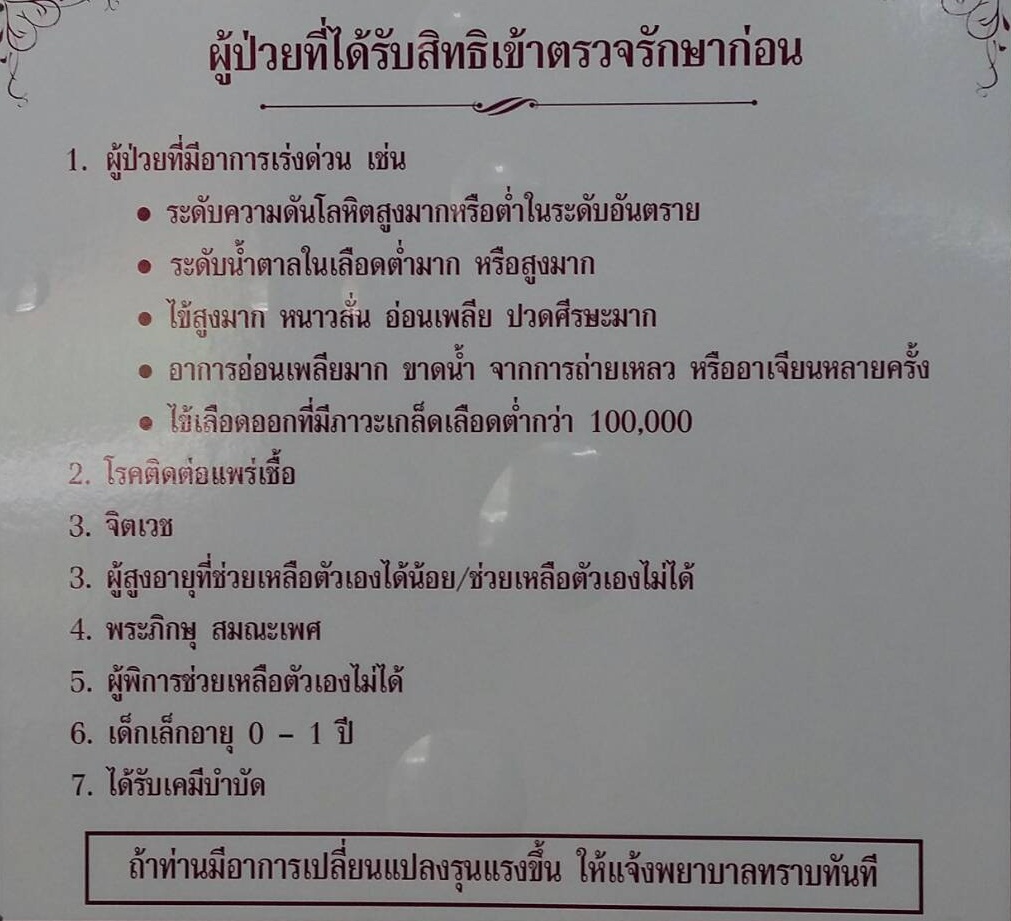 ผู้ป่วยที่ได้รับสิทธิเข้าตรวจรักษาก่อน
1. ผู้ป่วยที่มีอาการเร่งด่วน เช่น
• ระดับความดันโลหิตสูงมากหรือต่ำในระดับอันตราย
• ระดับน้ำตาลในเลือดต่ำมาก หรือสูงมาก
• ไข้สูงมาก หนาวสั่น อ่อนเพลีย ปวดศีรษะมาก
• อาการอ่อนเพลียมาก ขาดน้ำ จากการถ่ายเหลว หรืออาเจียนหลายครั้ง
• ไข้เลือดออกที่มีภาวะเกล็ดเลือดต่ำกว่า 100,000
2. โรคติดต่อแพร่เชื้อ
3. จิตเวช
3. ผู้สูงอายุที่ช่วยเหลือตัวเองได้น้อย/ช่วยเหลือตัวเองไม่ได้
4. พระภิกษุ สมณะเพศ
5. ผู้พิการช่วยเหลือตัวเองไม่ได้
6. เด็กเล็กอายุ 0 – 1 ปี
7. ได้รับเคมีบำบัด
ถ้าท่านมีอาการเปลี่ยนแปลงรุนแรงขึ้น ให้แจ้งพยาบาลทราบทันที